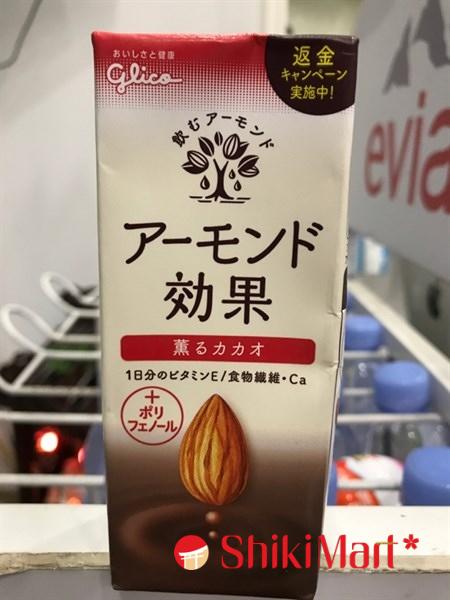 おいしさと健康
glico
返金
キャンペーン
実施中!
飲むアーモンド
アーモンド
効果
薫るカカオ
1日分のビタミンE/食物繊維・Ca
+
ポリ
フェノール
evia
ShikiMart*